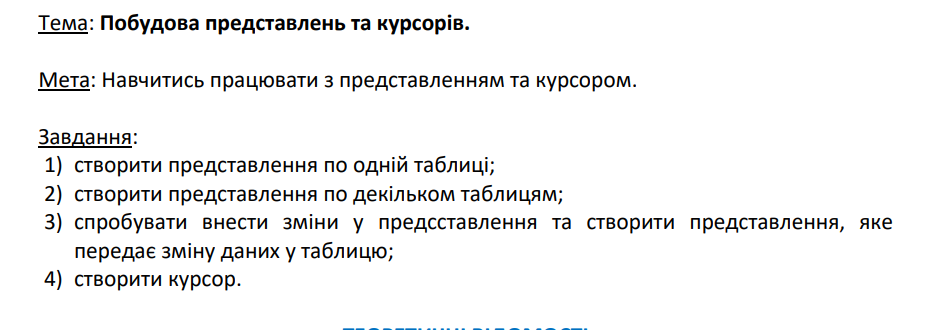 Тема: Побудова представлень та курсорів.
Мета: Навчитись працювати з представленням та курсором.
Завдання:
1) створити представлення по одній таблиці;
2) створити представлення по декільком таблицям;
3) спробувати внести зміни у предсставлення та створити представлення, яке
передає зміну даних у таблицю;
4) створити курсор.